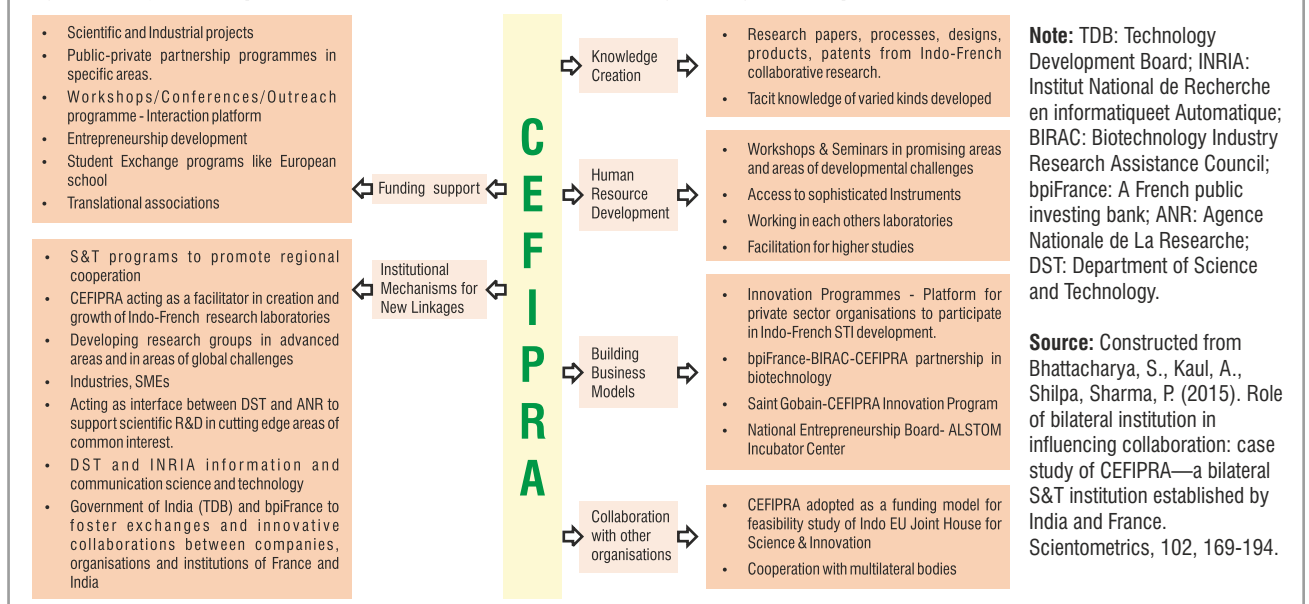 • Scientific and Industrial projects
• Public-private partnership programmes in
specific areas.
• Workshops/Conferences/Outreach
programme - Interaction platform
• Entrepreneurship development
• Student Exchange programs like European
school
• Translational associations
Funding support
• S&T programs to promote regional
cooperation
• CEFIPRA acting as a facilitator in creation and
growth of Indo-French research laboratories
• Developing research groups in advanced
areas and in areas of global challenges
• Industries, SMEs
• Acting as interface between DST and ANR to
support scientific R&D in cutting edge areas of
common interest.
• DST and INRIA information and
communication science and technology
• Government of India (TDB) and bpiFrance to
foster exchanges and innovative
collaborations between companies,
organisations and institutions of France and
India
Institutional
Mechanisms for
New Linkages
C
E
F
I
P
R
A
Knowledge
Creation
• Research papers, processes, designs,
products, patents from Indo-French
collaborative research.
• Tacit knowledge of varied kinds developed
Human
Resource
Development
• Workshops & Seminars in promising areas
and areas of developmental challenges
• Access to sophisticated Instruments
• Working in each others laboratories
• Facilitation for higher studies
Building
Business
Models
• Innovation Programmes - Platform for
private sector organisations to participate
in Indo-French STI development.
• bpiFrance-BIRAC-CEFIPRA partnership in
biotechnology
• Saint Gobain-CEFIPRA Innovation Program
• National Entrepreneurship Board- ALSTOM
Incubator Center
Collaboration
with other
organisations
• CEFIPRA adopted as a funding model for
feasibility study of Indo EU Joint House for
Science & Innovation
• Cooperation with multilateral bodies
Note: TDB: Technology
Development Board; INRIA:
Institut National de Recherche
en informatiqueet Automatique;
BIRAC: Biotechnology Industry
Research Assistance Council;
bpiFrance: A French public
investing bank; ANR: Agence
Nationale de La Researche;
DST: Department of Science
and Technology.
Source: Constructed from
Bhattacharya, S., Kaul, A.,
Shilpa, Sharma, P. (2015). Role
of bilateral institution in
influencing collaboration: case
study of CEFIPRA—a bilateral
S&T institution established by
India and France.
Scientometrics, 102, 169-194.